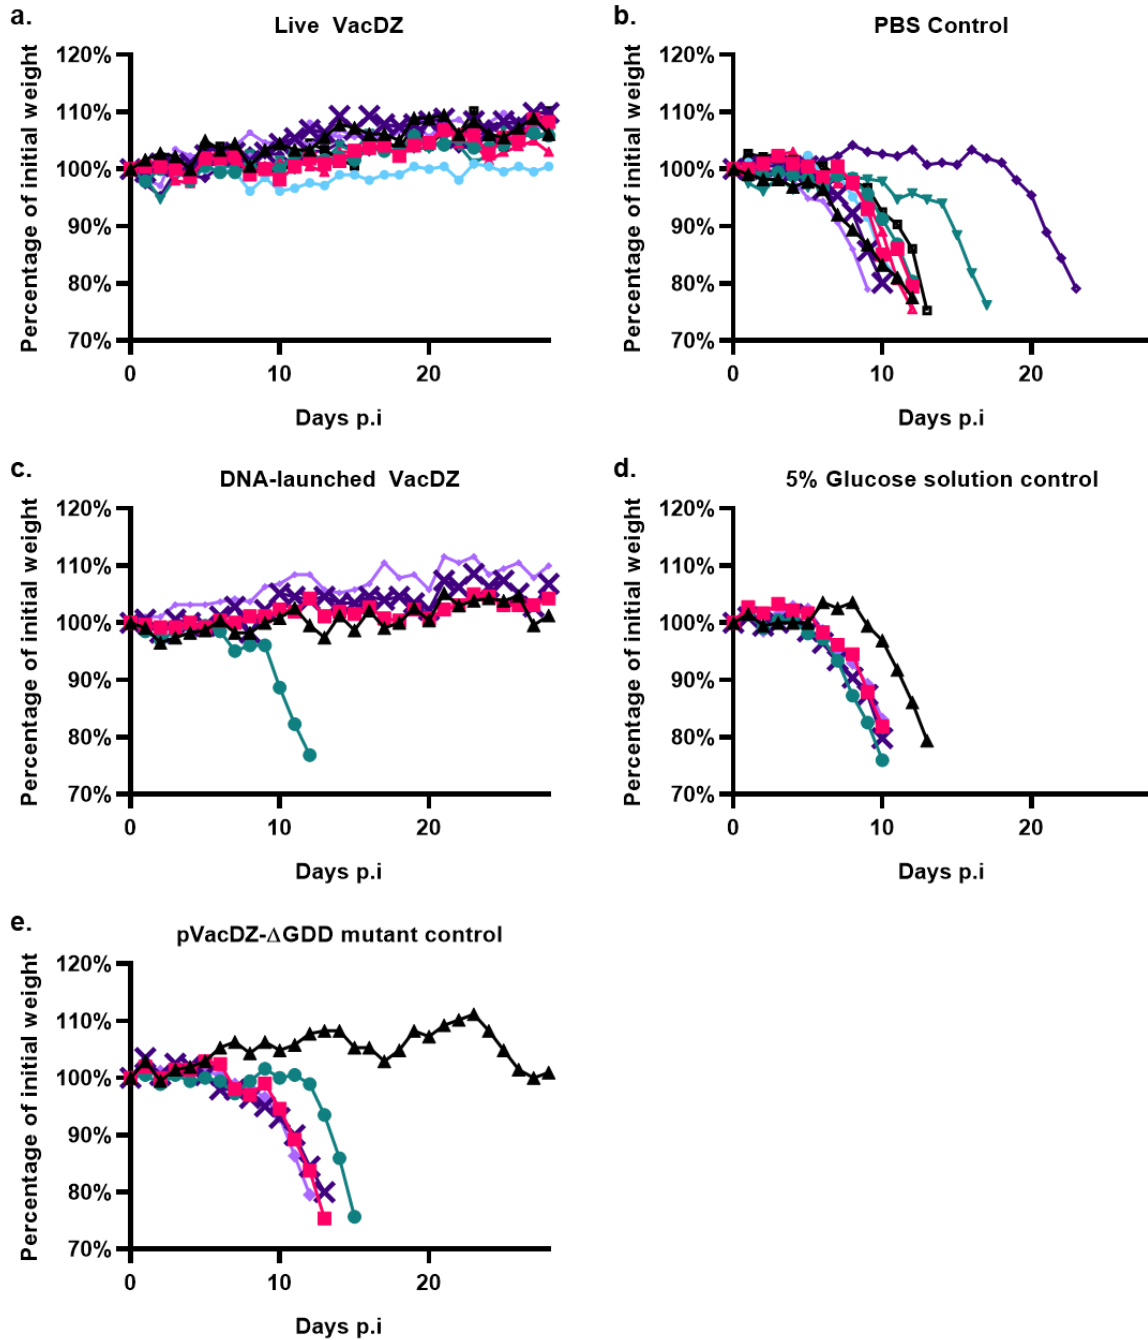 a.
Live VacDZ
Percentage of initial weight
120%
110%
100%
90%
80%
70%
0
10
20
Days p.i
b.
PBS Control
Percentage of initial weight
120%
110%
100%
90%
80%
70%
0
10
20
Days p.i
c.
DNA-launched VacDZ
Percentage of initial weight
120%
110%
100%
90%
80%
70%
0
20
Days p.i
d.
5% Glucose solution control
Percentage of initial weight
120%
110%
100%
90%
80%
70%
0
10
20
Days p.i
e.
pVacDZ-ΔGDD mutant control
Percentage of initial weight
120%
110%
100%
90%
80%
70%
0
10
20
Days p.i